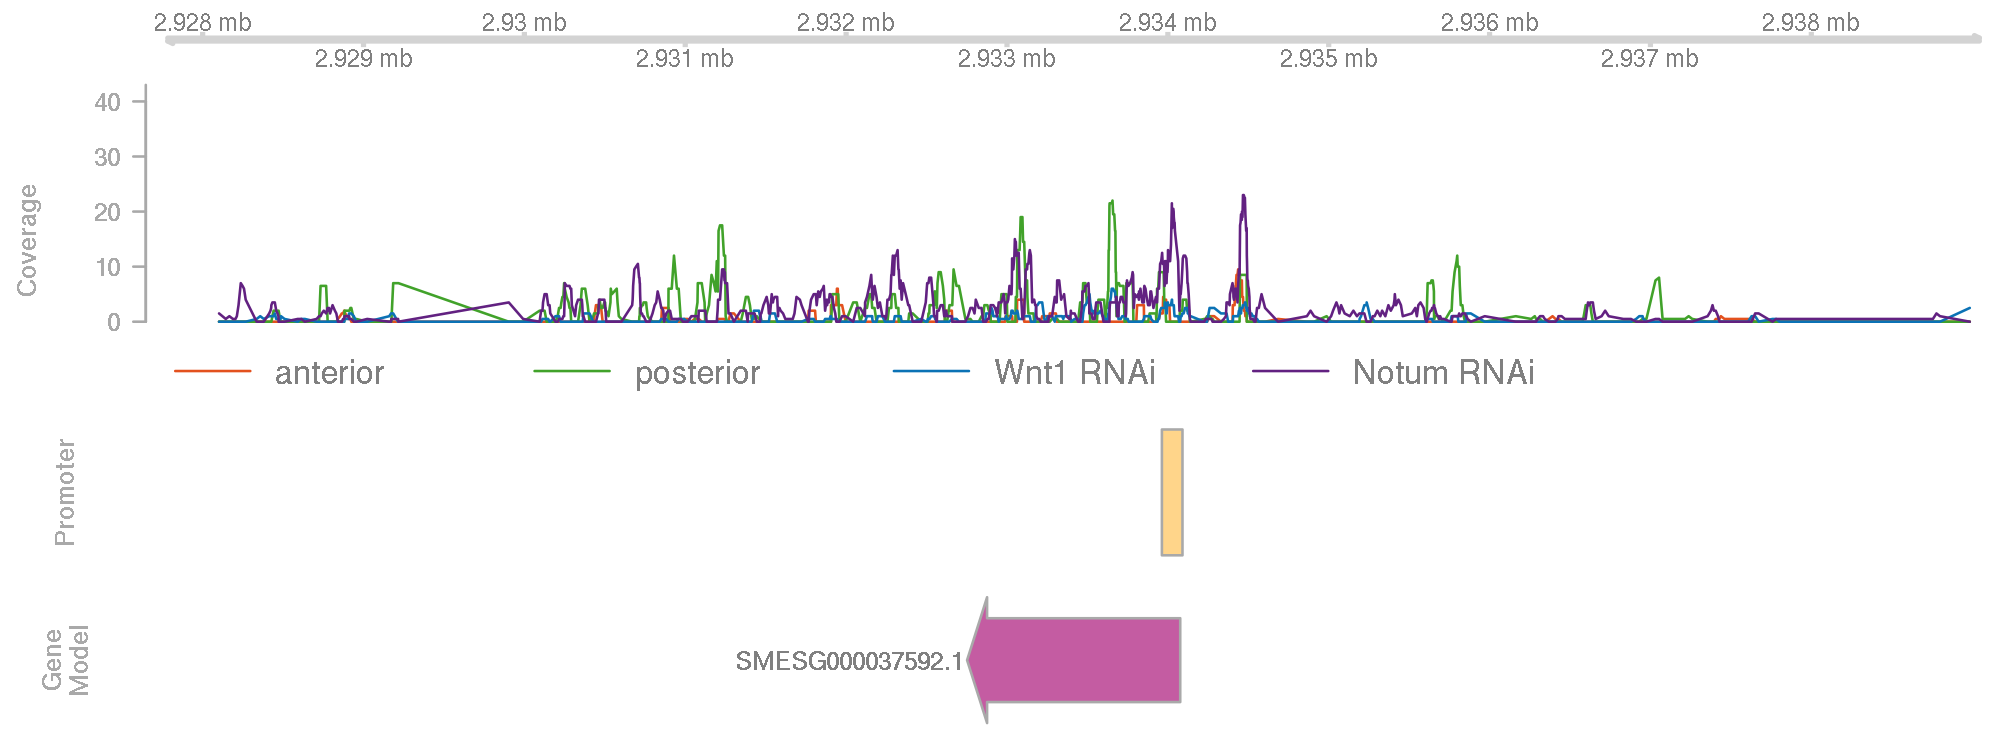 2.928 mb 2.93 mb 2.932 mb 2.934 mb 2.936 mb 2.938 mb
2.929 mb 2.931 mb 2.933 mb 2.935 mb 2.937 mb
Coverage
40
30
20
10
0
anterior posterior Wnt1 RNAi Notum RNAi
Promoter
Gene
Model
SMESG000037592.1